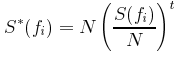 S*(f_i) = N (S(f_i)/N)^t